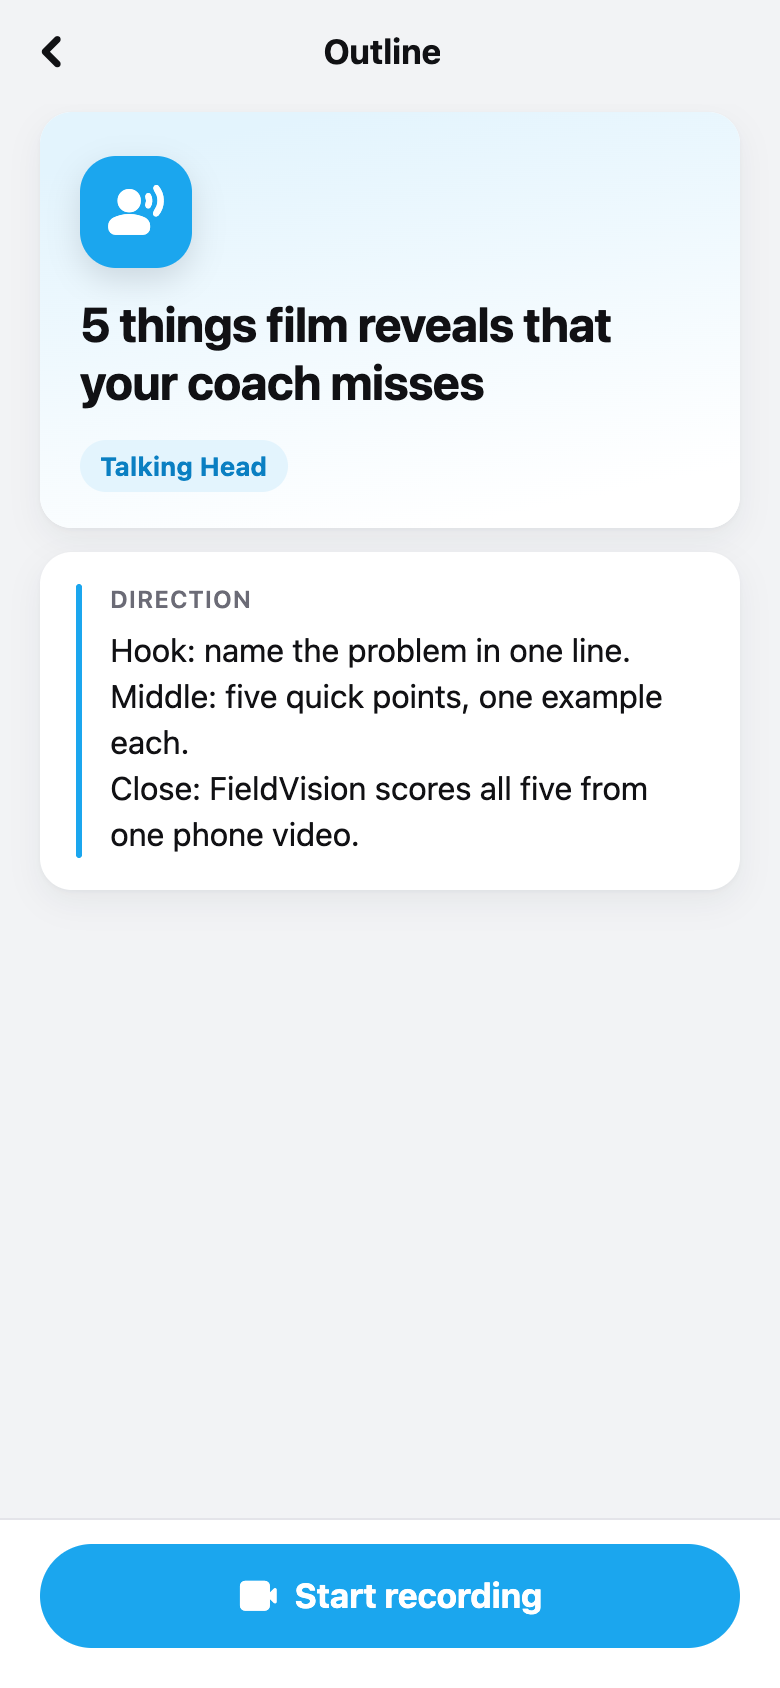 Outline
5 things film reveals that
your coach misses
Talking Head
DIRECTION
Hook: name the problem in one line.
Middle: five quick points, one example
each.
Close: FieldVision scores all five from
one phone video.
Start recording